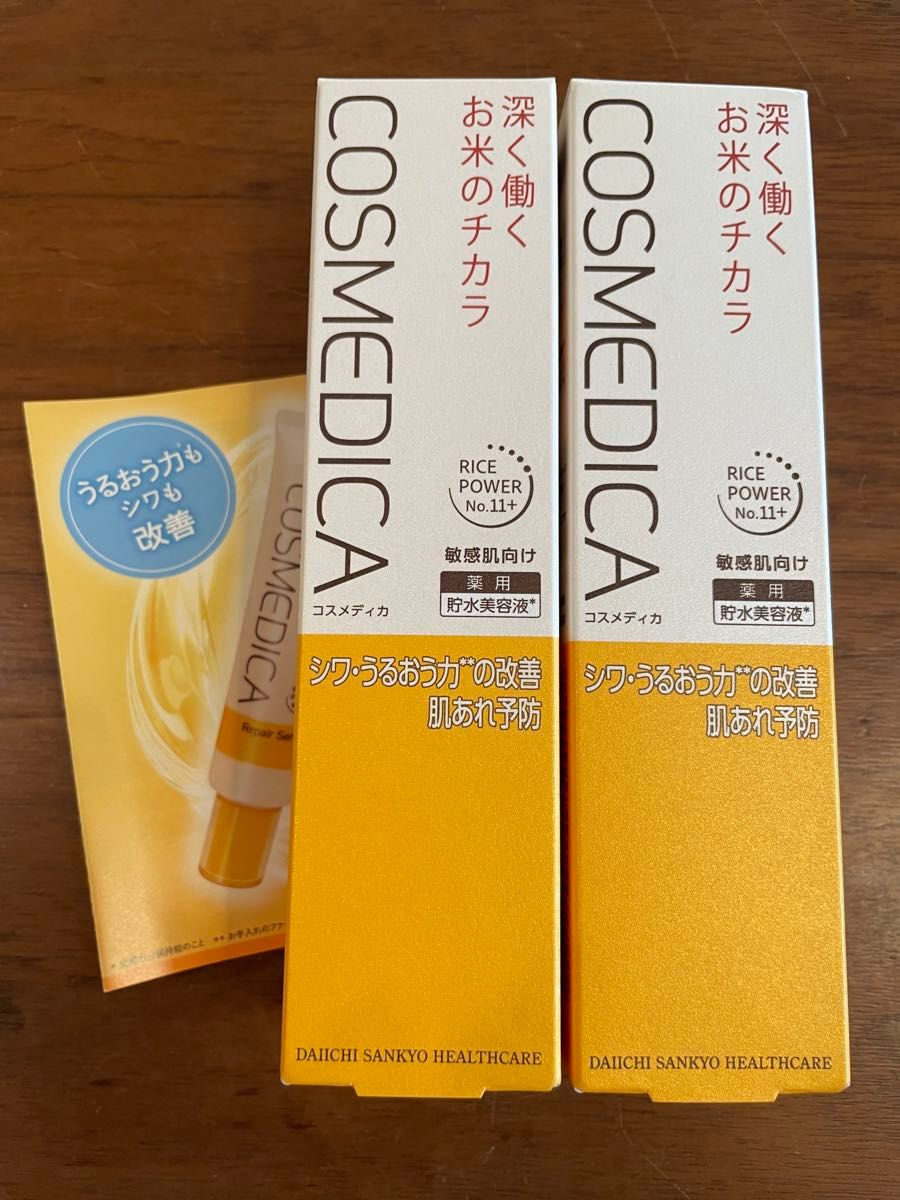 うるおう力*も
シワも
改善
COSMEDICA
Repair Ser
COSMEDICA
コスメディカ
深く働く
お米のチカラ
RICE
POWER
No.11+
敏感肌向け
薬用
貯水美容液*
シワ・うるおう力**の改善
肌あれ予防
DAIICHI SANKYO HEALTHCARE
COSMEDICA
コスメディカ
深く働く
お米のチカラ
RICE
POWER
No.11+
敏感肌向け
薬用
貯水美容液*
シワ・うるおう力**の改善
肌あれ予防
DAIICHI SANKYO HEALTHCARE